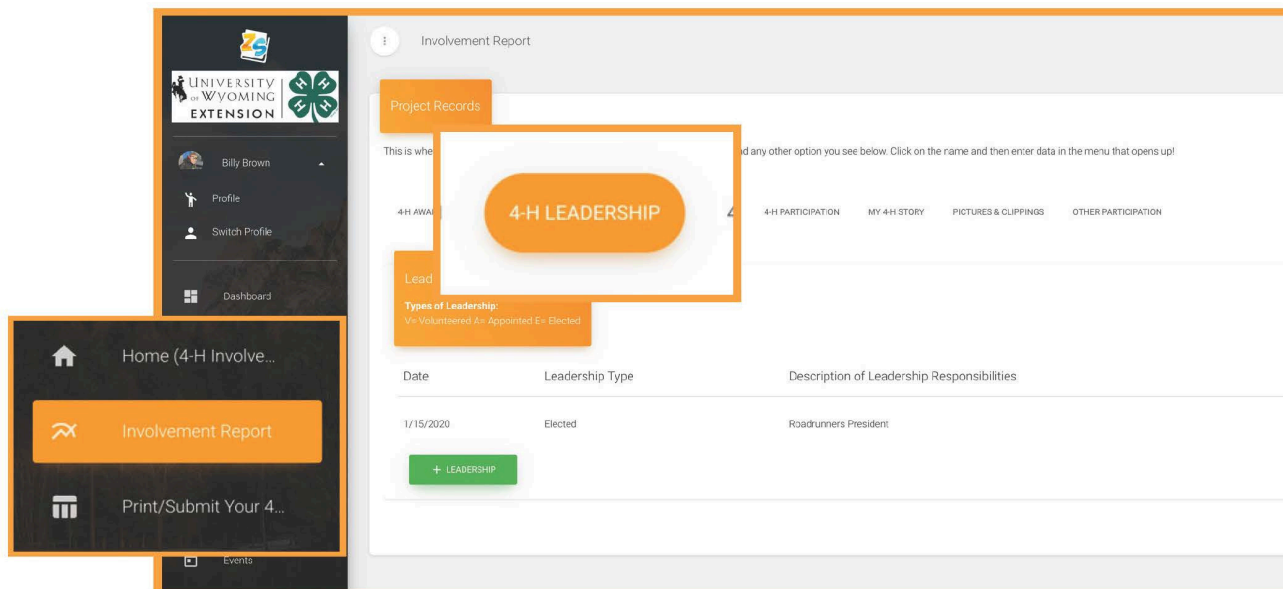 ZS
UNIVERSITY
OF WYOMING
EXTENSION
H H
H H
Billy Brown
Profile
Switch Profile
Dashboard
Home (4-H Involve...
Involvement Report
Print/Submit Your 4...
Events
Involvement Report
Project Records
This is whe
d any other option you see below. Click on the name and then enter data in the menu that opens up!
4-H AWA
4-H LEADERSHIP
4-H PARTICIPATION
MY 4-H STORY
PICTURES & CLIPPINGS
OTHER PARTICIPATION
Lead
Types of Leadership:
V= Volunteered A= Appointed E= Elected
Date Leadership Type Description of Leadership Responsibilities
1/15/2020 Elected Roadrunners President
+ LEADERSHIP